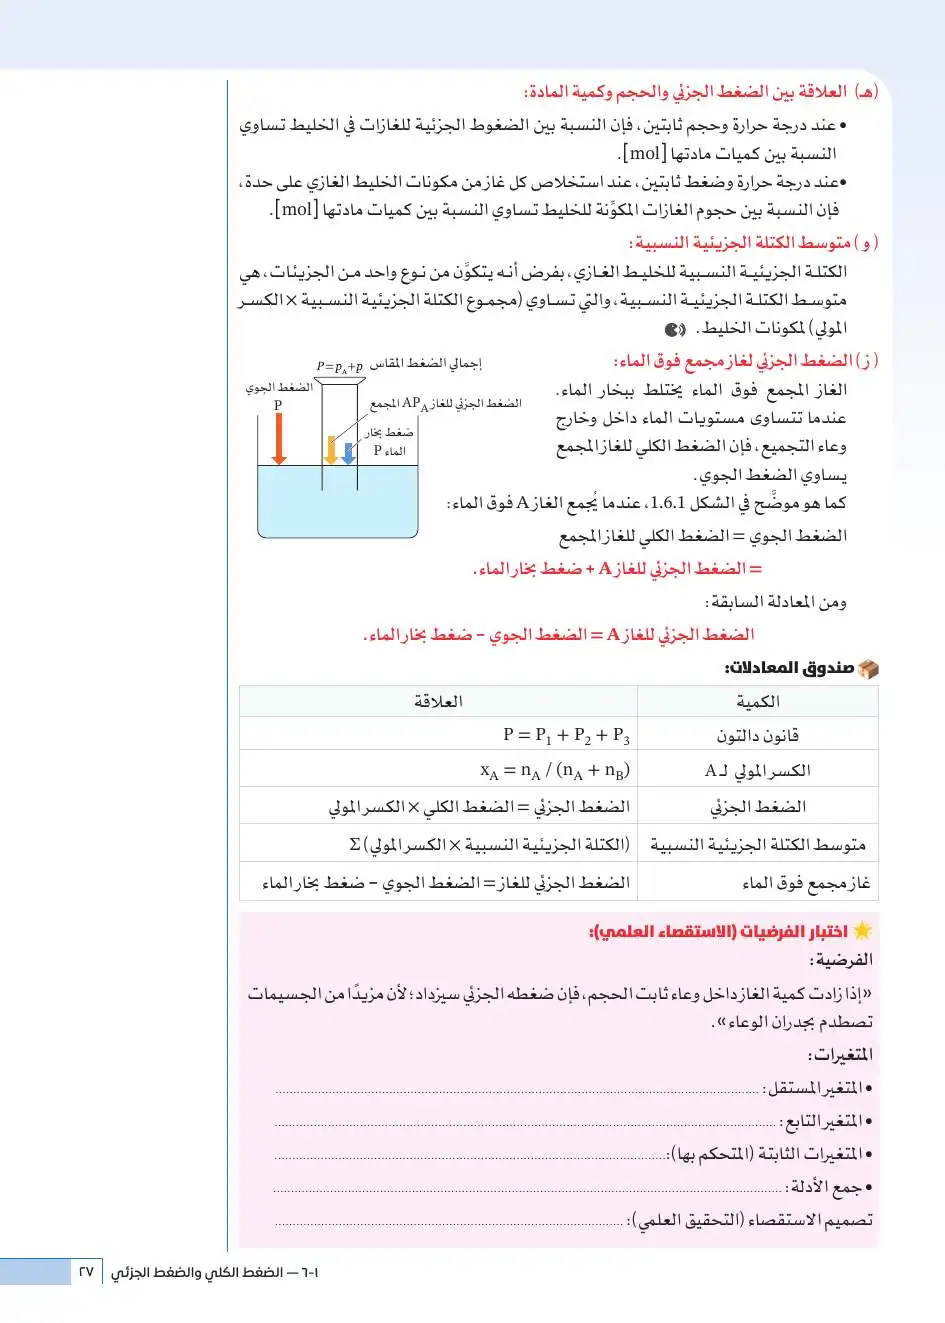 (هـ) العلاقة بين الضغط الجزئي والحجم وكمية المادة:
• عند درجة حرارة وحجم ثابتين، فإن النسبة بين الضغوط الجزئية للغازات في الخليط تساوي
النسبة بين كميات مادتها [mol].
•عند درجة حرارة وضغط ثابتين، عند استخلاص كل غاز من مكونات الخليط الغازي على حدة،
فإن النسبة بين حجوم الغازات المكوِّنة للخليط تساوي النسبة بين كميات مادتها [mol].
(و) متوسط الكتلة الجزيئية النسبية:
الكتلة الجزيئية النسبية للخليط الغازي، بفرض أنه يتكوَّن من نوع واحد من الجزيئات، هي
متوسط الكتلة الجزيئية النسبية، والتي تساوي (مجموع الكتلة الجزيئية النسبية × الكسر
المولي) لمكونات الخليط.
(ز) الضغط الجزئي لغاز مجمع فوق الماء:
الغاز المجمع فوق الماء يختلط ببخار الماء.
عندما تتساوى مستويات الماء داخل وخارج
وعاء التجميع، فإن الضغط الكلي للغاز المجمع
يساوي الضغط الجوي.
كما هو موضَّح في الشكل 1.6.1، عندما يُجمع الغاز A فوق الماء:
إجمالي الضغط المقاس P=pA+p
الضغط الجوي
P
الضغط الجزئي للغاز APA المجمع
ضغط بخار
الماء P
الضغط الجوي = الضغط الكلي للغاز المجمع
= الضغط الجزئي للغاز A + ضغط بخار الماء.
ومن المعادلة السابقة:
الضغط الجزئي للغاز A = الضغط الجوي – ضغط بخار الماء.
صندوق المعادلات:
الكمية العلاقة
قانون دالتون P = P1 + P2 + P3
الكسر المولي لـ A xA = nA / (nA + nB)
الضغط الجزئي الضغط الجزئي = الضغط الكلي × الكسر المولي
متوسط الكتلة الجزيئية النسبية (الكتلة الجزيئية النسبية × الكسر المولي) Σ
غاز مجمع فوق الماء الضغط الجزئي للغاز = الضغط الجوي – ضغط بخار الماء
اختبار الفرضيات (الاستقصاء العلمي):
الفرضية:
«إذا زادت كمية الغاز داخل وعاء ثابت الحجم، فإن ضغطه الجزئي سيزداد؛ لأن مزيدًا من الجسيمات
تصطدم بجدران الوعاء».
المتغيرات:
• المتغير المستقل:
• المتغير التابع:
• المتغيرات الثابتة (المتحكم بها):
• جمع الأدلة:
تصميم الاستقصاء (التحقيق العلمي):
٦-١ — الضغط الكلي والضغط الجزئي ٢٧